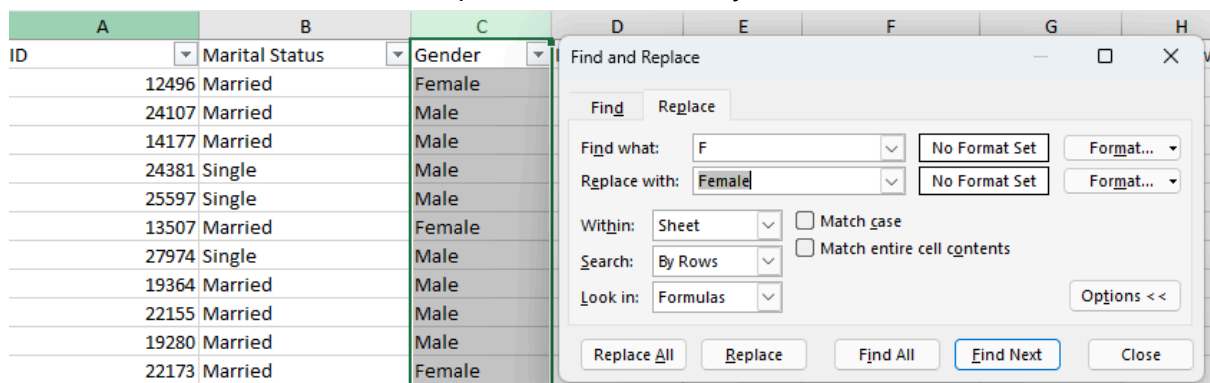 A B C D E F G H
ID Marital Status Gender
12496 Married Female
24107 Married Male
14177 Married Male
24381 Single Male
25597 Single Male
13507 Married Female
27974 Single Male
19364 Married Male
22155 Married Male
19280 Married Male
22173 Married Female
Find and Replace
Find Replace
Find what: F No Format Set Format...
Replace with: Female No Format Set Format...
Within: Sheet Match case
Match entire cell contents
Search: By Rows
Look in: Formulas Options <<
Replace All Replace Find All Find Next Close